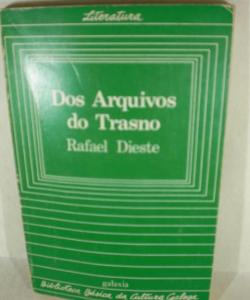 Literatura
Dos Arquivos
do Trasno
Rafael Dieste
galaxia
Biblioteca Básica da Cultura Galega